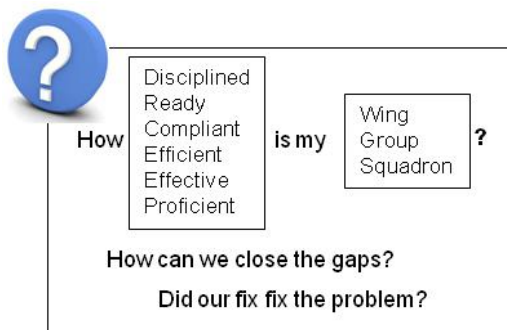 ?
Disciplined
Ready
Compliant
Efficient
Effective
Proficient
How
is my
Wing
Group
Squadron
?
How can we close the gaps?
Did our fix fix the problem?